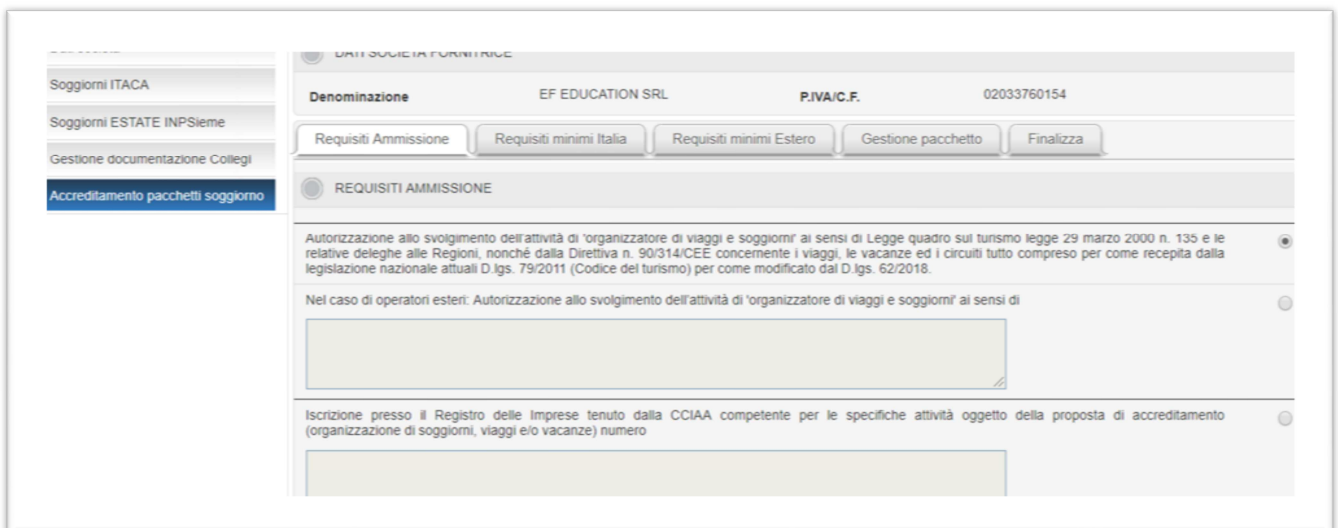 DATI SOCIETA FORNITRICE
Soggiorni ITACA
Denominazione EF EDUCATION SRL P.IVA/C.F. 02033760154
Soggiorni ESTATE INPSieme
Requisiti Ammissione Requisiti minimi Italia Requisiti minimi Estero Gestione pacchetto Finalizza
Gestione documentazione Collegi
Accreditamento pacchetti soggiorno
REQUISITI AMMISSIONE
Autorizzazione allo svolgimento dell'attività di 'organizzatore di viaggi e soggiorni' ai sensi di Legge quadro sul turismo legge 29 marzo 2000 n. 135 e le
relative deleghe alle Regioni, nonché dalla Direttiva n. 90/314/CEE concernente i viaggi, le vacanze ed i circuiti tutto compreso per come recepita dalla
legislazione nazionale attuali D.lgs. 79/2011 (Codice del turismo) per come modificato dal D.lgs. 62/2018.
Nel caso di operatori esteri: Autorizzazione allo svolgimento dell'attività di 'organizzatore di viaggi e soggiorni' ai sensi di
Iscrizione presso il Registro delle Imprese tenuto dalla CCIAA competente per le specifiche attività oggetto della proposta di accreditamento
(organizzazione di soggiorni, viaggi e/o vacanze) numero